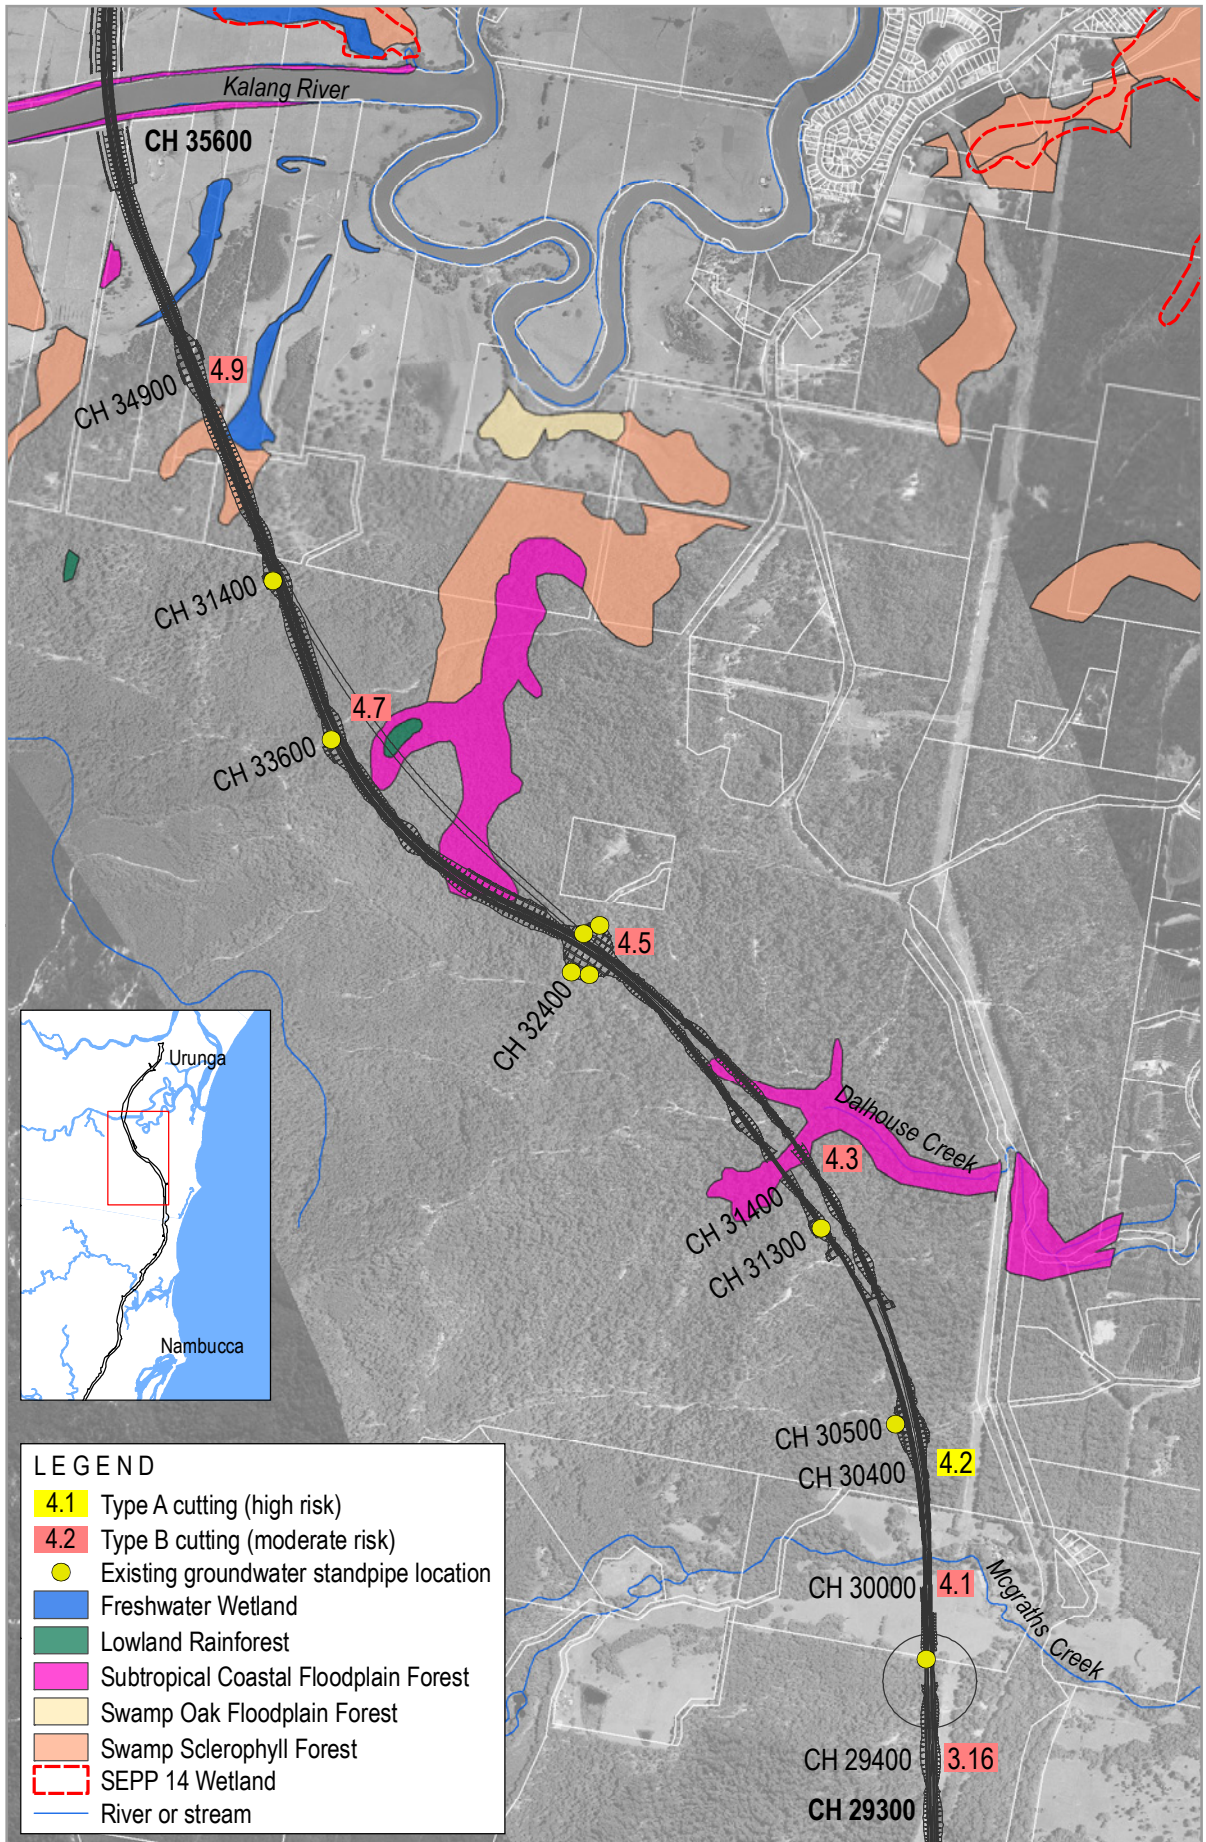 Kalang River
CH 35600
4.9
CH 34900
CH 31400
4.7
CH 33600
4.5
CH 32400
Urunga
Nambucca
Dalhouse Creek
4.3
CH 31400
CH 31300
CH 30500
4.2
CH 30400
Mcgraths Creek
CH 30000
4.1
CH 29400
3.16
CH 29300
LEGEND
4.1 Type A cutting (high risk)
4.2 Type B cutting (moderate risk)
Existing groundwater standpipe location
Freshwater Wetland
Lowland Rainforest
Subtropical Coastal Floodplain Forest
Swamp Oak Floodplain Forest
Swamp Sclerophyll Forest
SEPP 14 Wetland
River or stream